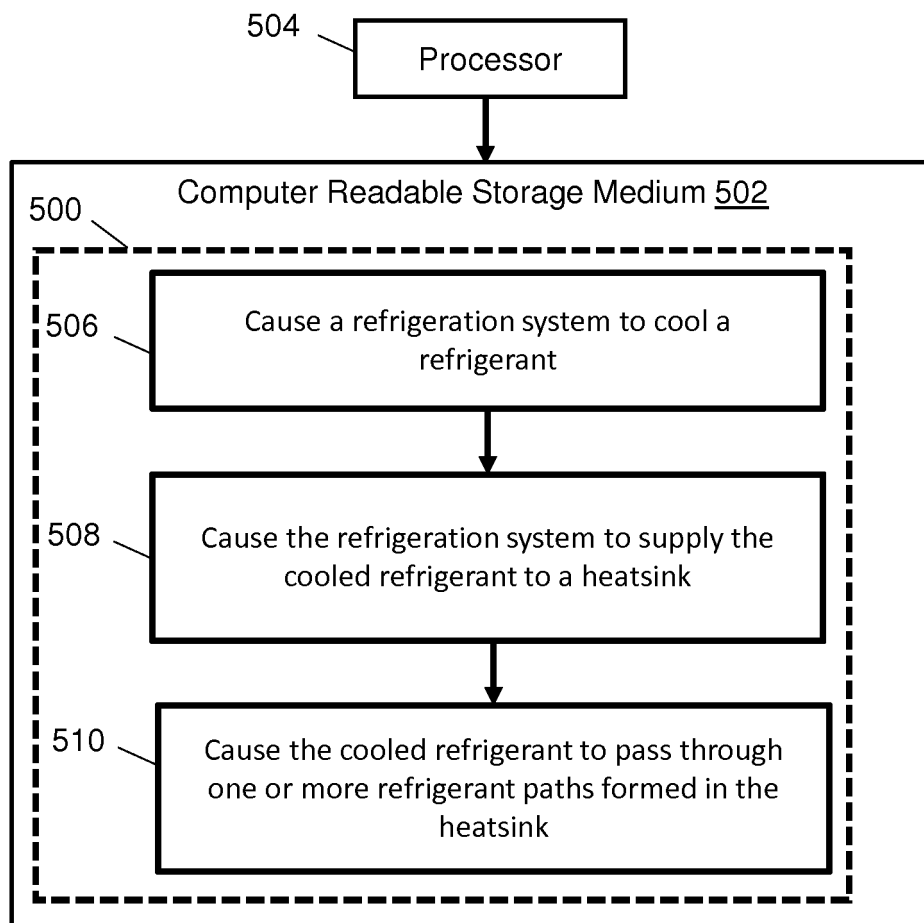 504
Processor
Computer Readable Storage Medium 502
500
506
Cause a refrigeration system to cool a
refrigerant
508
Cause the refrigeration system to supply the
cooled refrigerant to a heatsink
510
Cause the cooled refrigerant to pass through
one or more refrigerant paths formed in the
heatsink